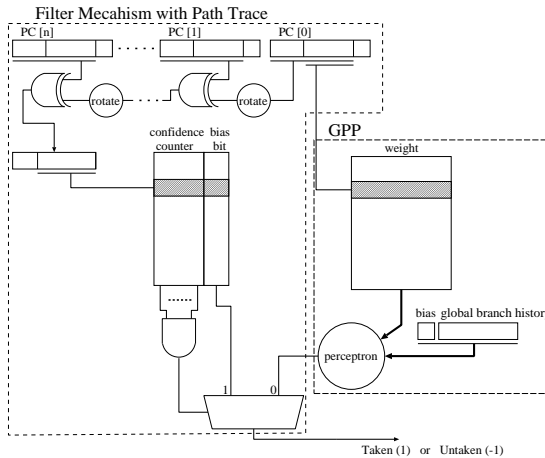 Filter Mecahism with Path Trace
PC [n]
PC [1]
PC [0]
rotate
rotate
GPP
confidence counter
bias bit
weight
bias
global branch histor
perceptron
1
0
Taken (1) or Untaken (-1)